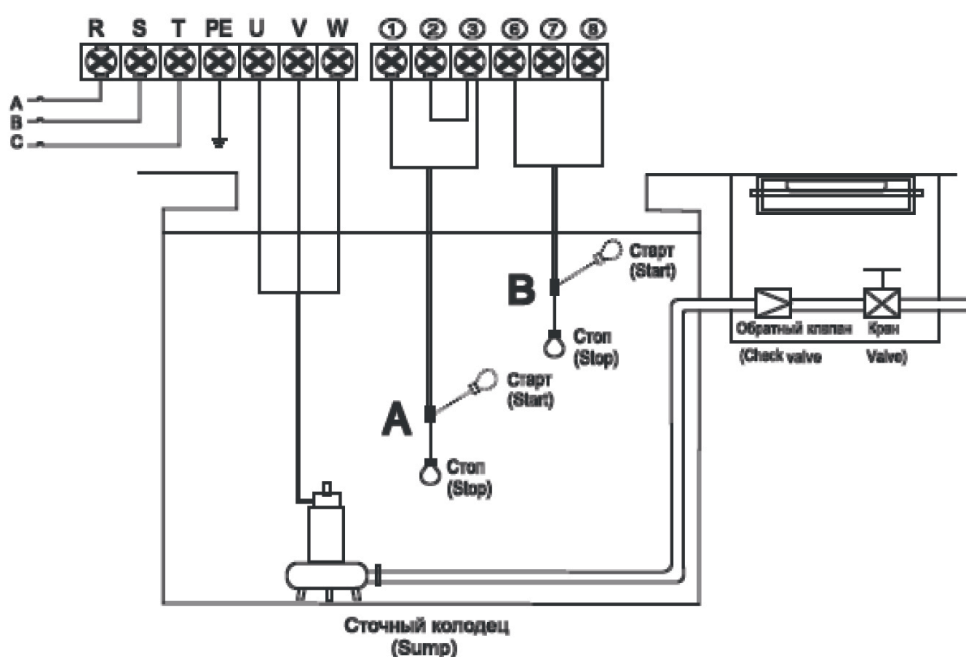 R S T PE U V W ① ② ③ ⑥ ⑦ ⑧
A
B
C
Старт
(Start)
B
Стоп
(Stop)
Обратный клапан
(Check valve
Кран
Valve)
Старт
(Start)
A
Стоп
(Stop)
Сточный колодец
(Sump)